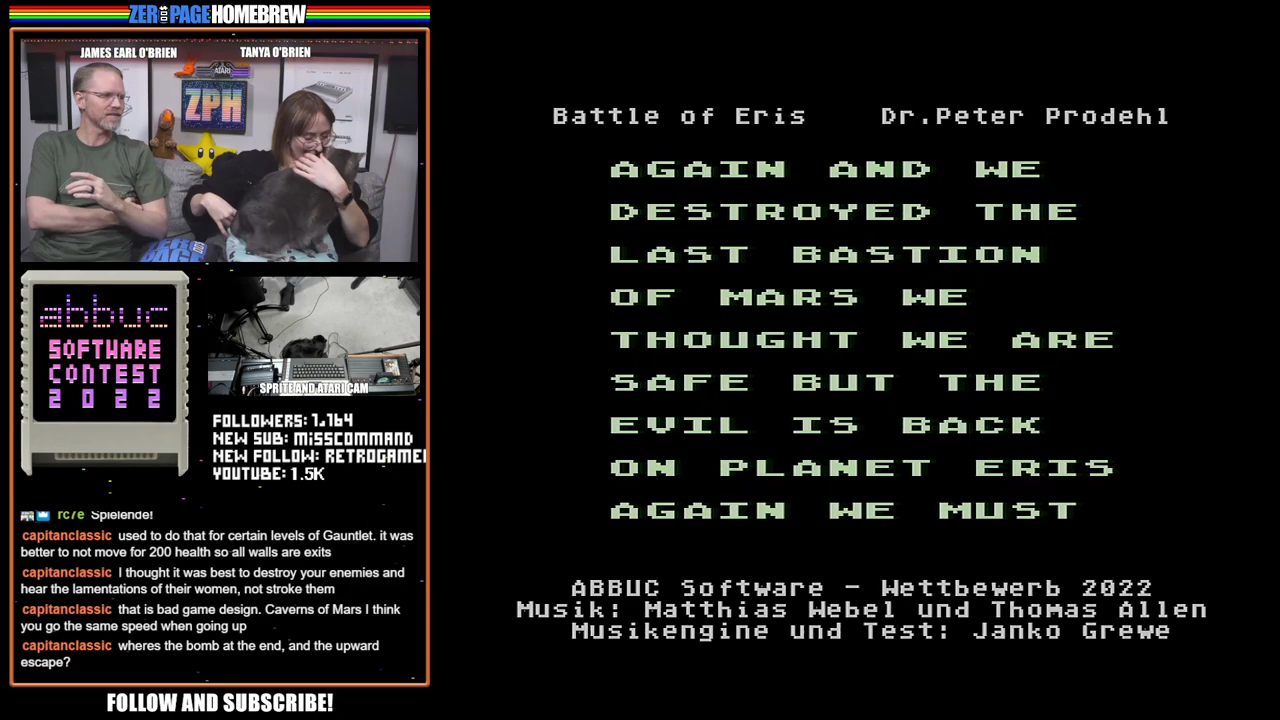 ZER PAGE HOMEBREW
JAMES EARL O'BRIEN
TANYA O'BRIEN
ATARI
ZPH
abbuc
SOFTWARE
CONTEST
2022
SPRITE AND ATARI CAM
FOLLOWERS: 1,164
NEW SUB: MISSCOMMAND
NEW FOLLOW: RETROGAME
YOUTUBE: 1.5K
rc7e Spielende!
capitanclassic used to do that for certain levels of Gauntlet. it was
better to not move for 200 health so all walls are exits
capitanclassic I thought it was best to destroy your enemies and
hear the lamentations of their women, not stroke them
capitanclassic that is bad game design. Caverns of Mars I think
you go the same speed when going up
capitanclassic wheres the bomb at the end, and the upward
escape?
FOLLOW AND SUBSCRIBE!
Battle of Eris Dr.Peter Prodehl
AGAIN AND WE
DESTROYED THE
LAST BASTION
OF MARS WE
THOUGHT WE ARE
SAFE BUT THE
EVIL IS BACK
ON PLANET ERIS
AGAIN WE MUST
ABBUC Software - Wettbewerb 2022
Musik: Matthias Webel und Thomas Allen
Musikengine und Test: Janko Grewe